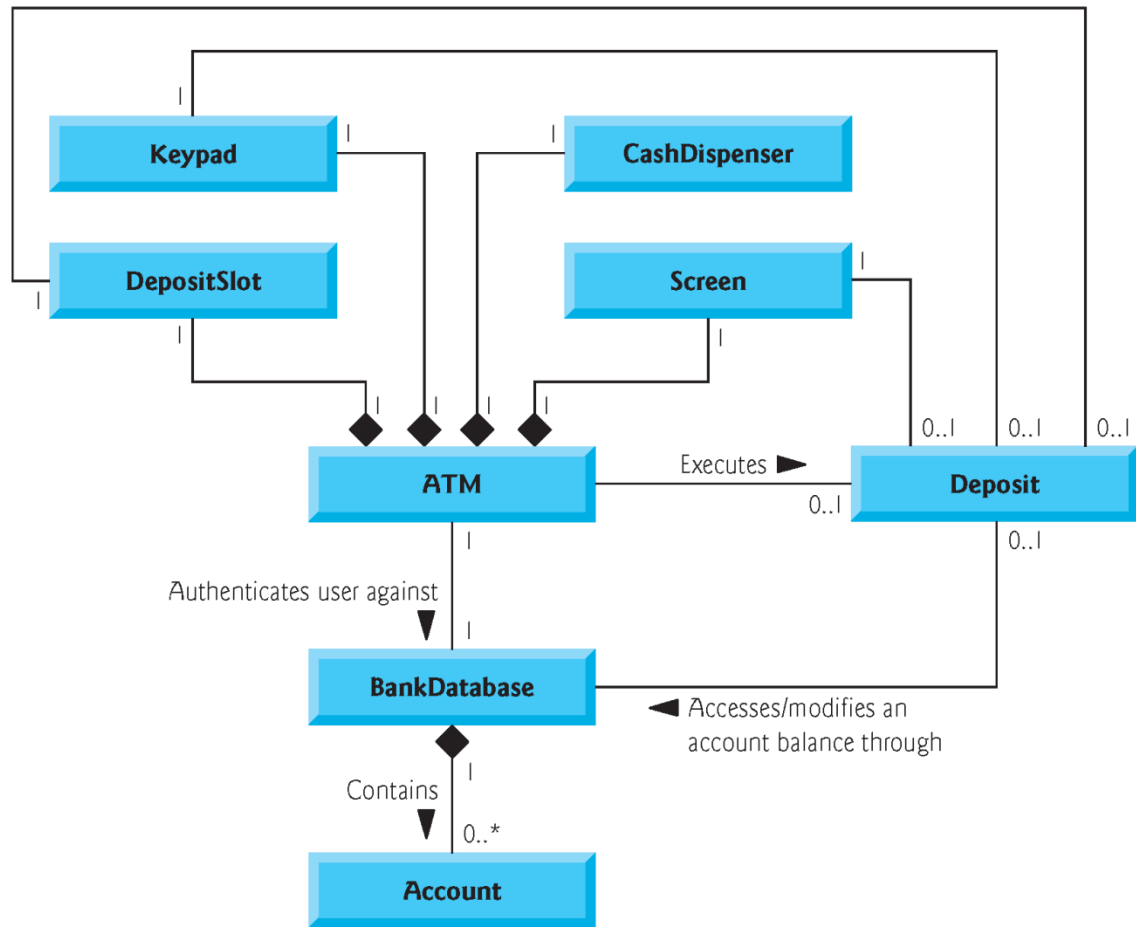 1
1
1
Keypad
CashDispenser
DepositSlot
Screen
1
1
1
1
1
1
1
1
0..1
0..1
0..1
ATM
Executes
Deposit
0..1
1
0..1
Authenticates user against
1
BankDatabase
Accesses/modifies an
account balance through
1
Contains
0..*
Account